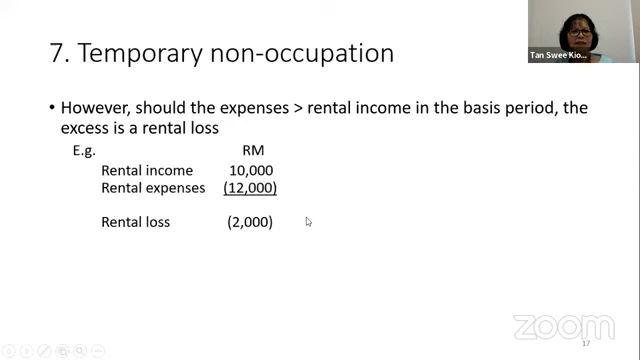 7. Temporary non-occupation
Tan Swee Kio...
• However, should the expenses > rental income in the basis period, the
excess is a rental loss
E.g. RM
Rental income 10,000
Rental expenses (12,000)
Rental loss (2,000)
zoom
17